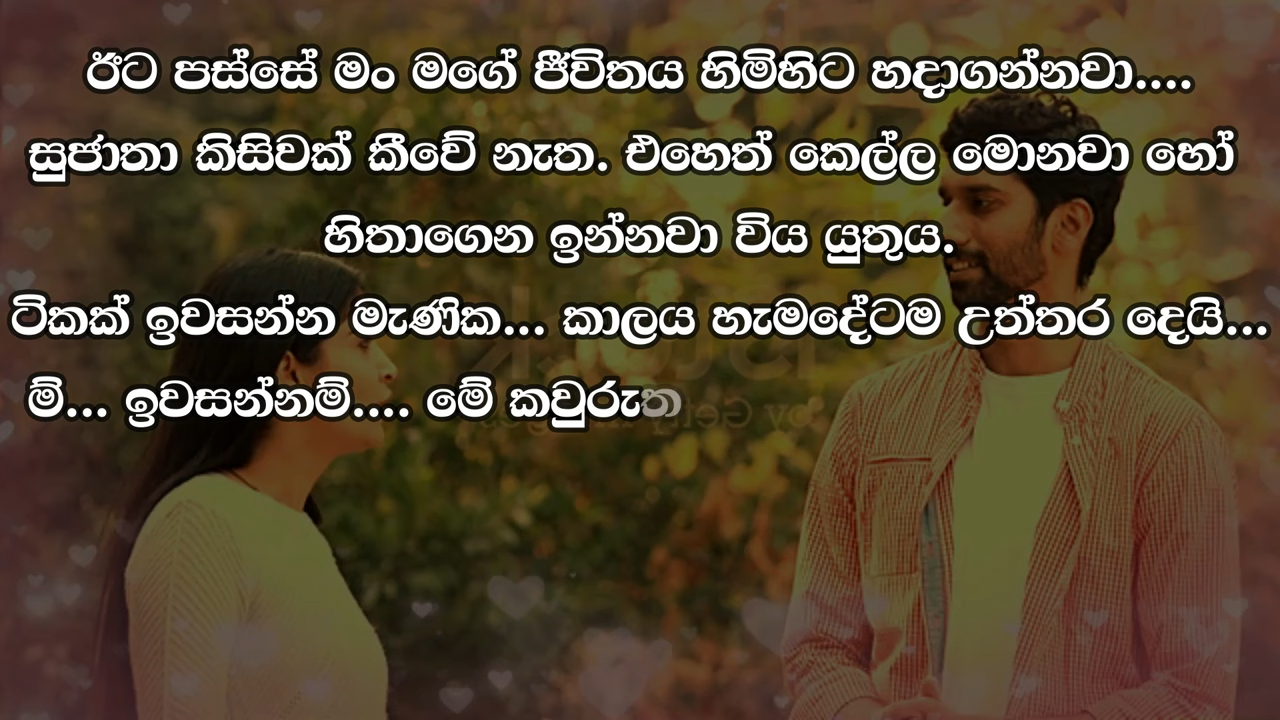 ඊට පස්සේ මං මගේ ජීවිතය හිමිහිට හදාගන්නවා....
සුජාතා කිසිවක් කීවේ නැත. එහෙත් කෙල්ල මොනවා හෝ
හිතාගෙන ඉන්නවා විය යුතුය.
ටිකක් ඉවසන්න මැණික... කාලය හැමදේටම උත්තර දෙයි...
ම්... ඉවසන්නම්.... මේ කවුරුත